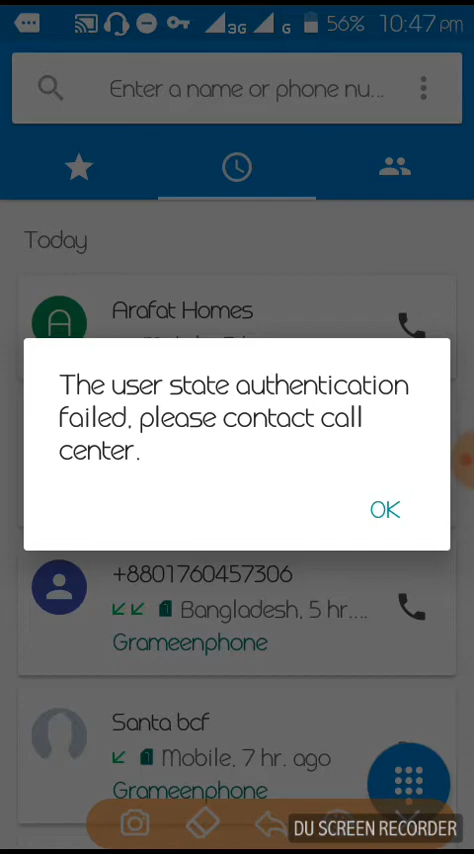 3G
G
56% 10:47 pm
Enter a name or phone nu...
Today
A
Arafat Homes
The user state authentication
failed, please contact call
center.
OK
+8801760457306
Bangladesh, 5 hr....
Grameenphone
Santa bcf
Mobile, 7 hr. ago
Grameenphone
DU SCREEN RECORDER